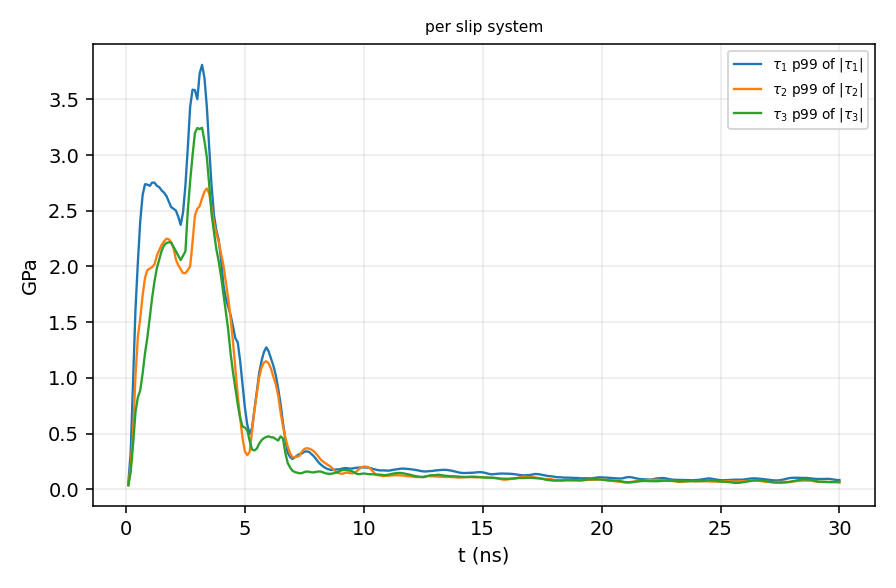 per slip system
τ₁ p99 of |τ₁|
τ₂ p99 of |τ₂|
τ₃ p99 of |τ₃|
GPa
3.5
3.0
2.5
2.0
1.5
1.0
0.5
0.0
0 5 10 15 20 25 30
t (ns)